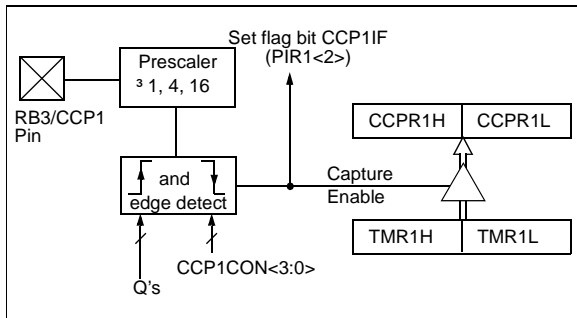 Set flag bit CCP1IF
(PIR1<2>)
Prescaler
³ 1, 4, 16
RB3/CCP1
Pin
CCPR1H
CCPR1L
and
edge detect
Capture
Enable
TMR1H
TMR1L
CCP1CON<3:0>
Q's